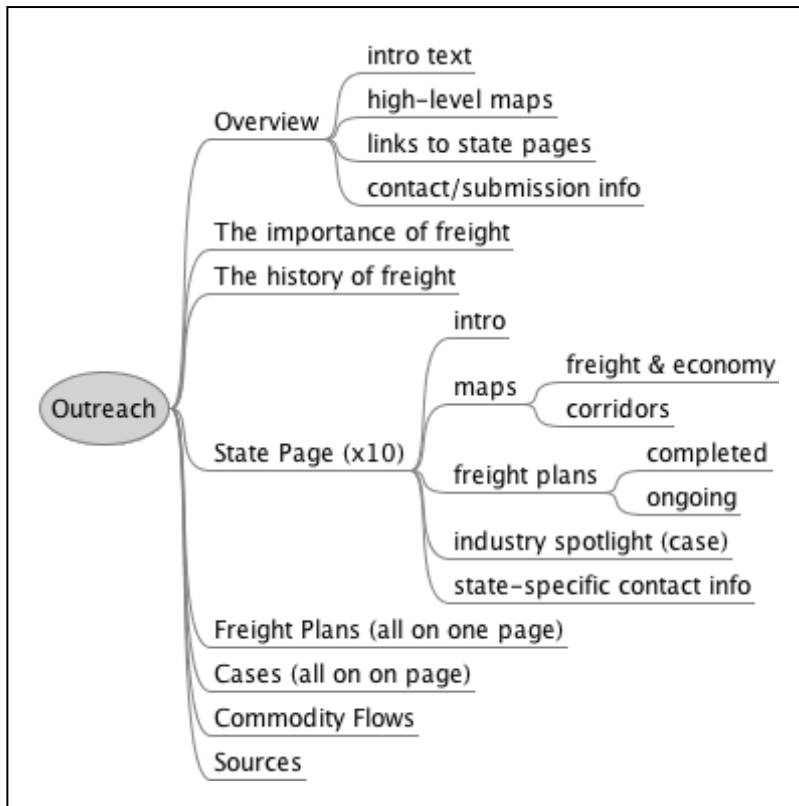 Outreach
Overview
intro text
high-level maps
links to state pages
contact/submission info
The importance of freight
The history of freight
State Page (x10)
intro
maps
freight & economy
corridors
freight plans
completed
ongoing
industry spotlight (case)
state-specific contact info
Freight Plans (all on one page)
Cases (all on on page)
Commodity Flows
Sources